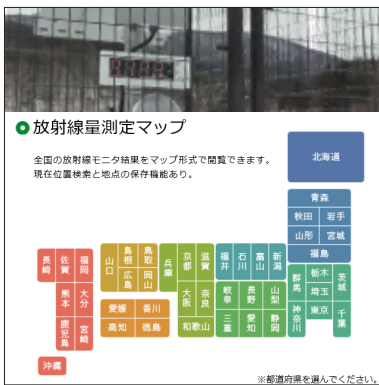 放射線量測定マップ
全国の放射線モニタ結果をマップ形式で閲覧できます。
現在位置検索と地点の保存機能あり。
北海道
青森
秋田 岩手
山形 宮城
福島
長崎 佐賀 福岡 山口 島根 鳥取 兵庫 京都 滋賀 福井 石川 富山 新潟 群馬 栃木 茨城
広島 岡山 埼玉
熊本 大分 愛媛 香川 大阪 奈良 岐阜 長野 山梨 神奈川 東京 千葉
鹿児島 宮崎 高知 徳島 和歌山 三重 愛知 静岡
沖縄
※都道府県を選んでください。